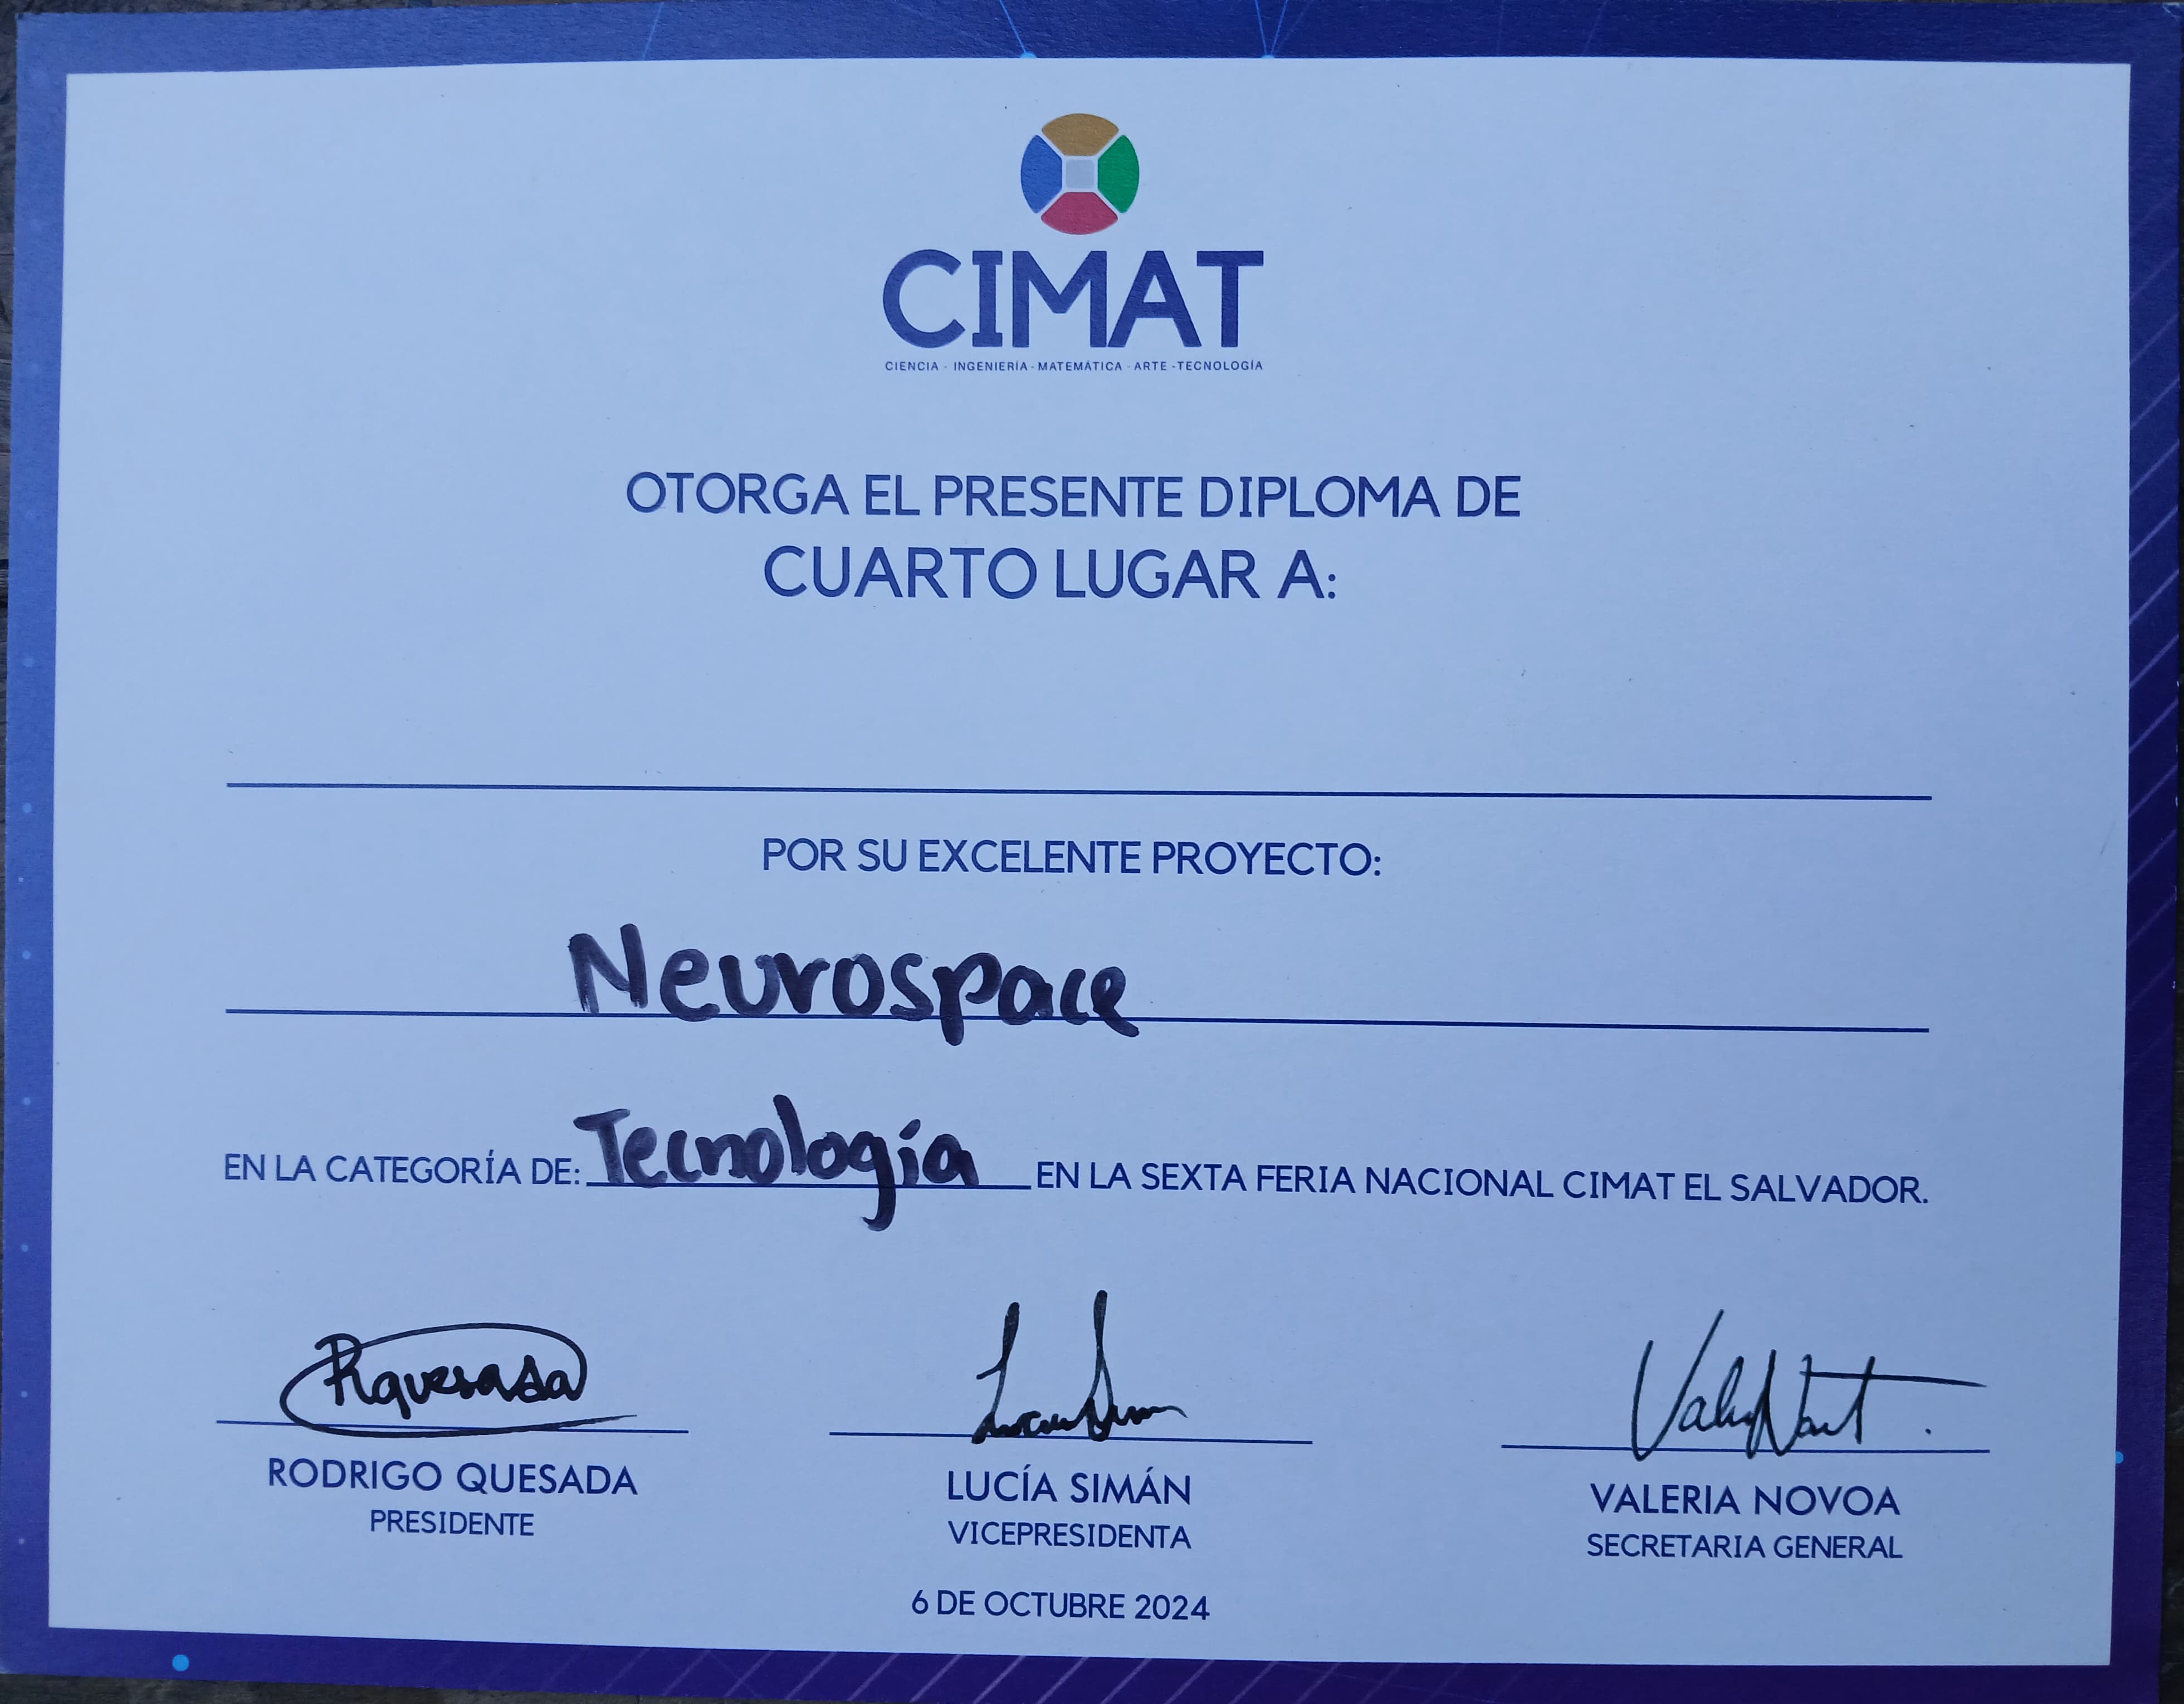 CIMAT
CIENCIA - INGENIERÍA - MATEMÁTICA - ARTE -TECNOLOGÍA
OTORGA EL PRESENTE DIPLOMA DE
CUARTO LUGAR A:
POR SU EXCELENTE PROYECTO:
Neurospace
EN LA CATEGORÍA DE: Tecnología EN LA SEXTA FERIA NACIONAL CIMAT EL SALVADOR.
RODRIGO QUESADA LUCÍA SIMÁN VALERIA NOVOA
PRESIDENTE VICEPRESIDENTA SECRETARIA GENERAL
6 DE OCTUBRE 2024